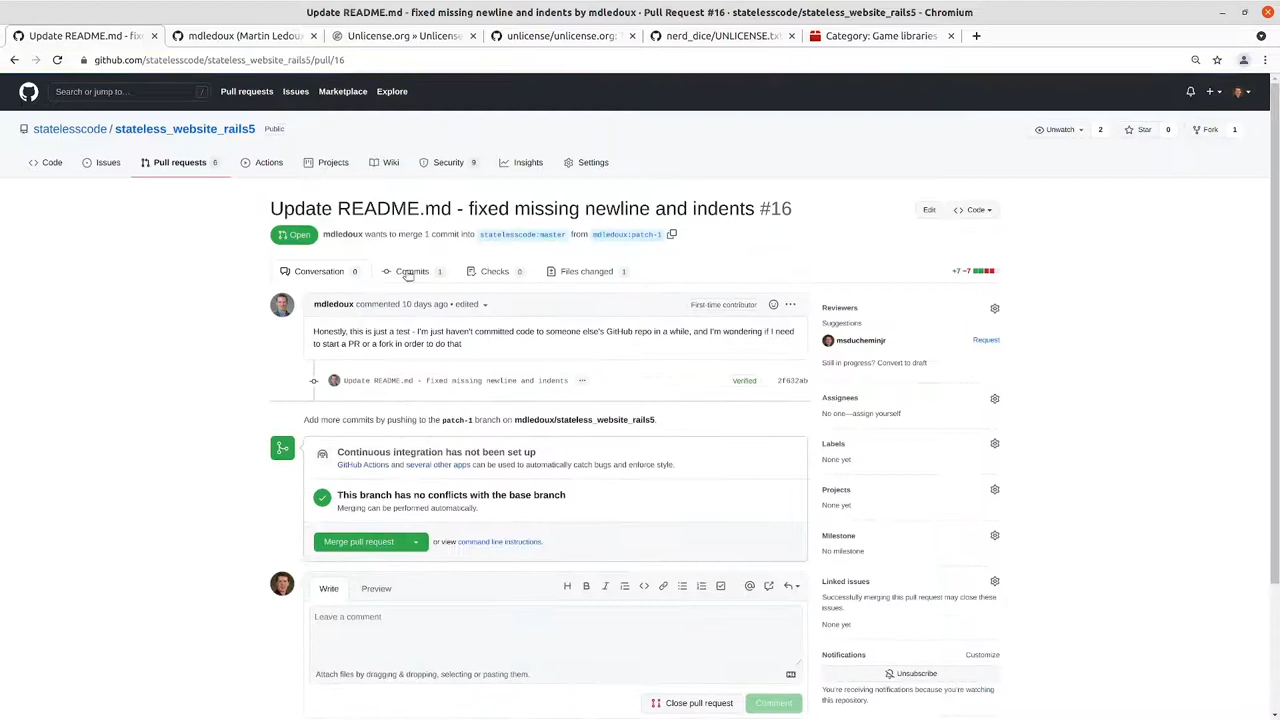 Update README.md - fixed missing newline and indents by mledoux · Pull Request #16 · statelesscode/stateless_website_rails5 - Chromium
Update README.md - fix
mledoux (Martin Ledou
Unlicense.org » Unlicens
unlicense/unlicense.org:
nerd_dice/UNLICENSE.txt
Category: Game libraries
github.com/statelesscode/stateless_website_rails5/pull/16
Search or jump to...
/
Pull requests
Issues
Marketplace
Explore
statelesscode / stateless_website_rails5
Public
Unwatch
2
Star
0
Fork
1
Code
Issues
Pull requests 6
Actions
Projects
Wiki
Security 9
Insights
Settings
Update README.md - fixed missing newline and indents #16
Edit
Code
Open
mdledoux wants to merge 1 commit into statelesscode:master from mdledoux:patch-1
Conversation 0
Commits 1
Checks 0
Files changed 1
+7 −7
mdledoux commented 10 days ago • edited
First-time contributor
Honestly, this is just a test - I'm just haven't committed code to someone else's GitHub repo in a while, and I'm wondering if I need
to start a PR or a fork in order to do that
Update README.md - fixed missing newline and indents
Verified
2f632ab
Add more commits by pushing to the patch-1 branch on mdledoux/stateless_website_rails5.
Continuous integration has not been set up
GitHub Actions and several other apps can be used to automatically catch bugs and enforce style.
This branch has no conflicts with the base branch
Merging can be performed automatically.
Merge pull request
or view command line instructions.
Write
Preview
H
B
I
Leave a comment
Attach files by dragging & dropping, selecting or pasting them.
Close pull request
Comment
Reviewers
Suggestions
msducheminjr
Request
Still in progress? Convert to draft
Assignees
No one—assign yourself
Labels
None yet
Projects
None yet
Milestone
No milestone
Linked issues
Successfully merging this pull request may close these
issues.
None yet
Notifications
Customize
Unsubscribe
You're receiving notifications because you're watching
this repository.